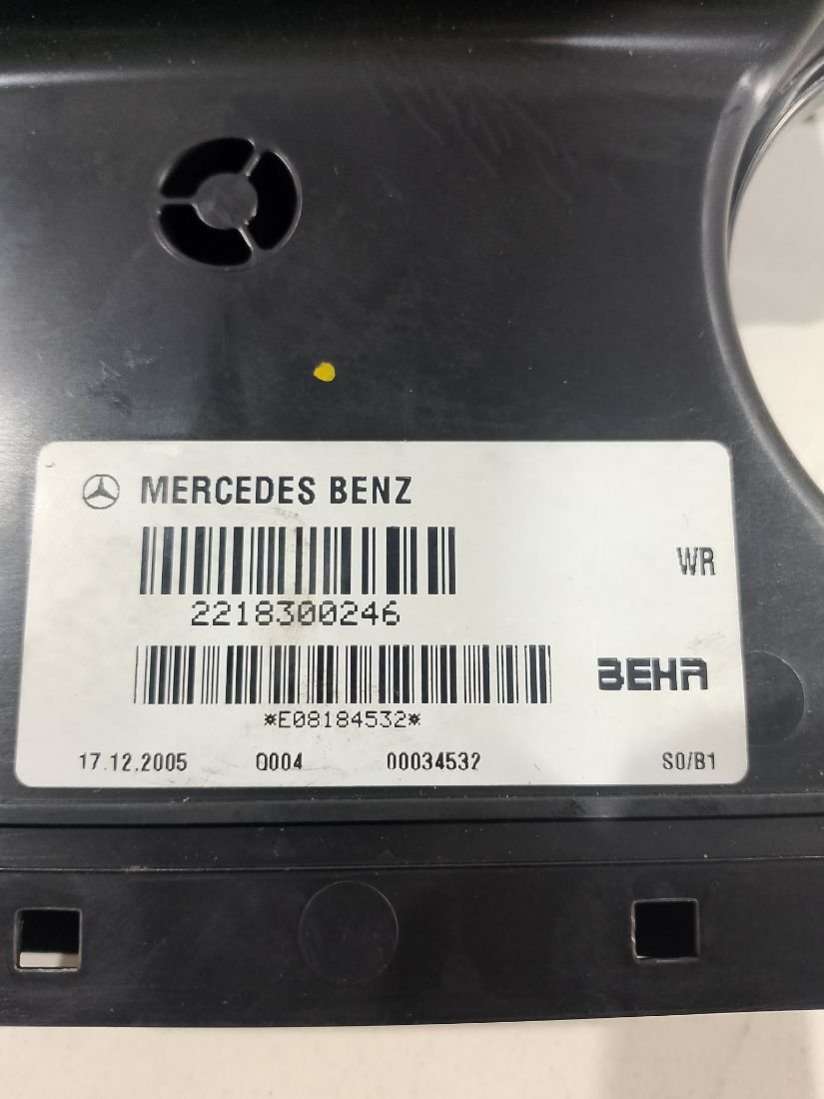 MERCEDES BENZ
WR
2218300246
BEHR
*E08184532*
17.12.2005 Q004 00034532 S0/B1